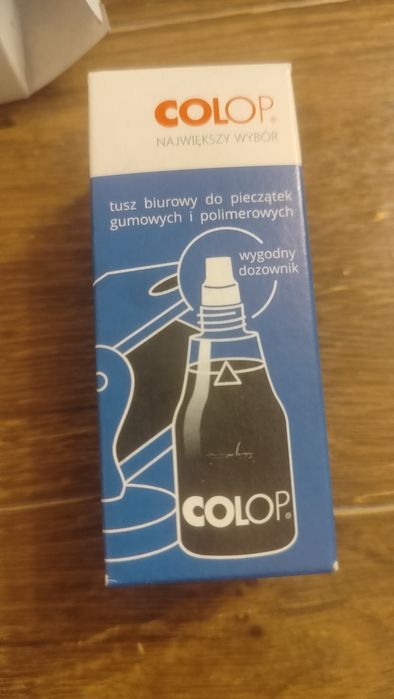 COLOP®
NAJWIĘKSZY WYBÓR
tusz biurowy do pieczątek
gumowych i polimerowych
wygodny
dozownik
COLOP®